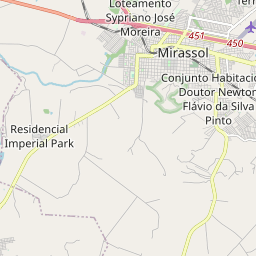 Loteamento
Sypriano José
Moreira
451
450
Mirassol
Conjunto Habitacio
Doutor Newton
Flávio da Silva
Pinto
Residencial
Imperial Park